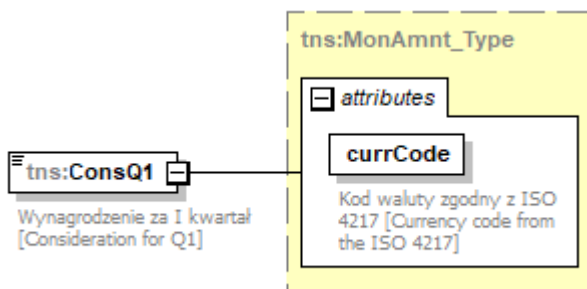 tns:MonAmnt_Type
attributes
currCode
Kod waluty zgodny z ISO
4217 [Currency code from
the ISO 4217]
tns:ConsQ1
Wynagrodzenie za I kwartał
[Consideration for Q1]